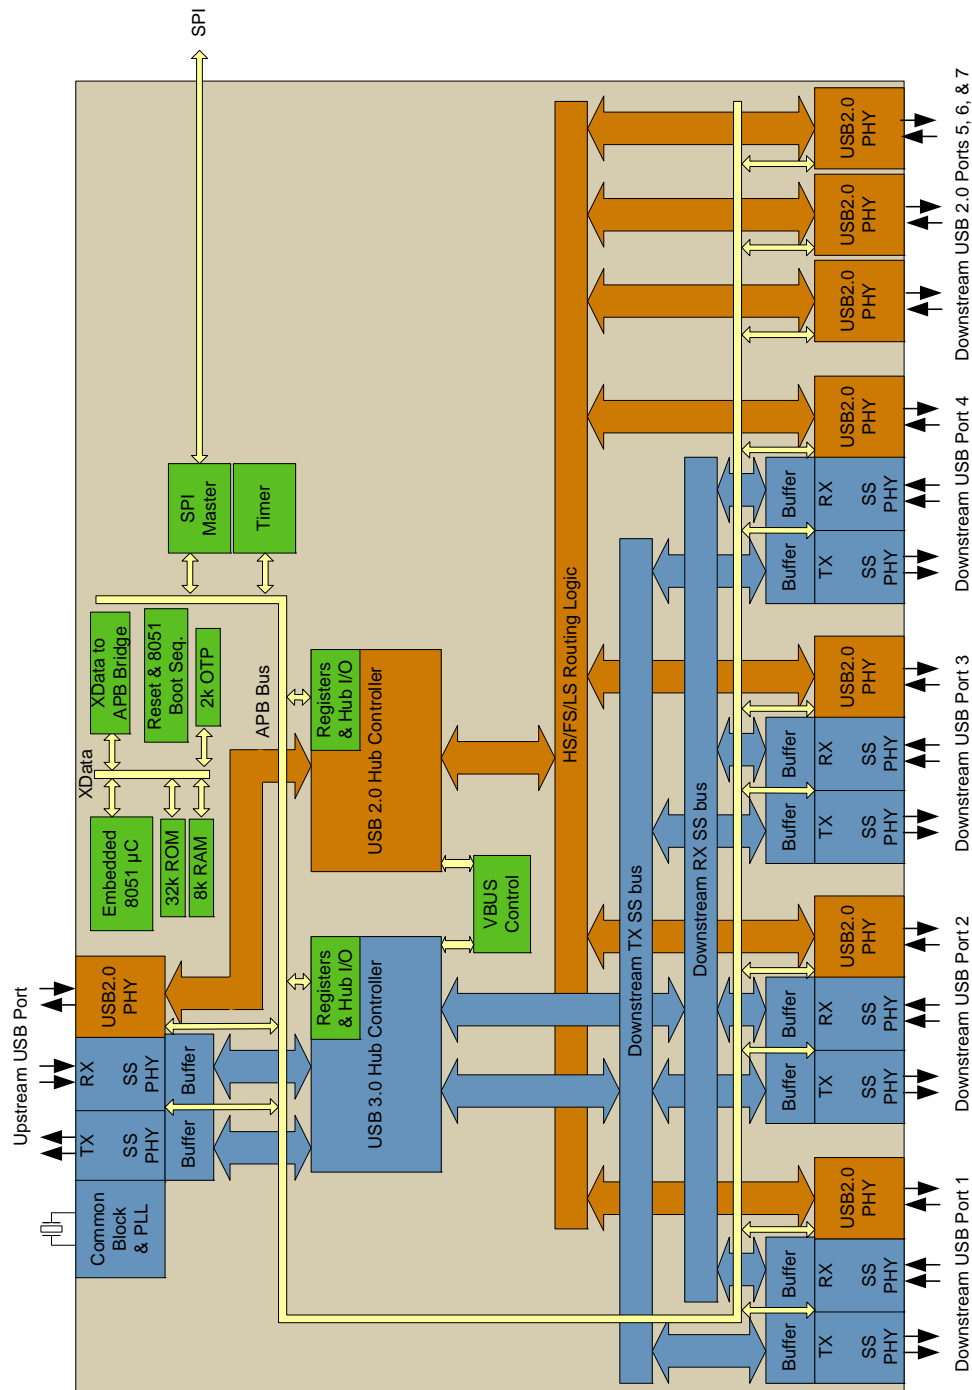 Upstream USB Port
Common
Block
& PLL
TX
SS
PHY
Buffer
RX
SS
PHY
Buffer
USB2.0
PHY
Embedded
8051 µC
32k ROM
8k RAM
XData
XData to
APB Bridge
Reset & 8051
Boot Seq.
2k OTP
SPI
Master
Timer
SPI
APB Bus
USB 3.0 Hub Controller
Registers
& Hub I/O
USB 2.0 Hub Controller
Registers
& Hub I/O
VBUS
Control
HS/FS/LS Routing Logic
Downstream TX SS bus
Downstream RX SS bus
Buffer
TX
SS
PHY
Buffer
RX
SS
PHY
USB2.0
PHY
Buffer
TX
SS
PHY
Buffer
RX
SS
PHY
USB2.0
PHY
Buffer
TX
SS
PHY
Buffer
RX
SS
PHY
USB2.0
PHY
Buffer
TX
SS
PHY
Buffer
RX
SS
PHY
USB2.0
PHY
USB2.0
PHY
USB2.0
PHY
USB2.0
PHY
Downstream USB Port 1
Downstream USB Port 2
Downstream USB Port 3
Downstream USB Port 4
Downstream USB 2.0 Ports 5, 6, & 7